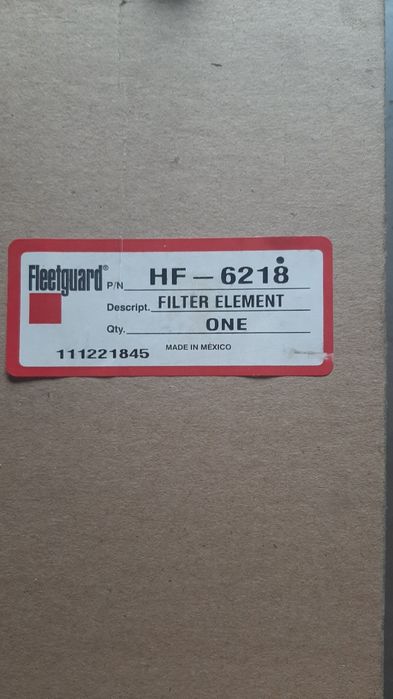 Fleetguard® P/N HF-6218
Descript. FILTER ELEMENT
Qty. ONE
111221845 MADE IN MÉXICO